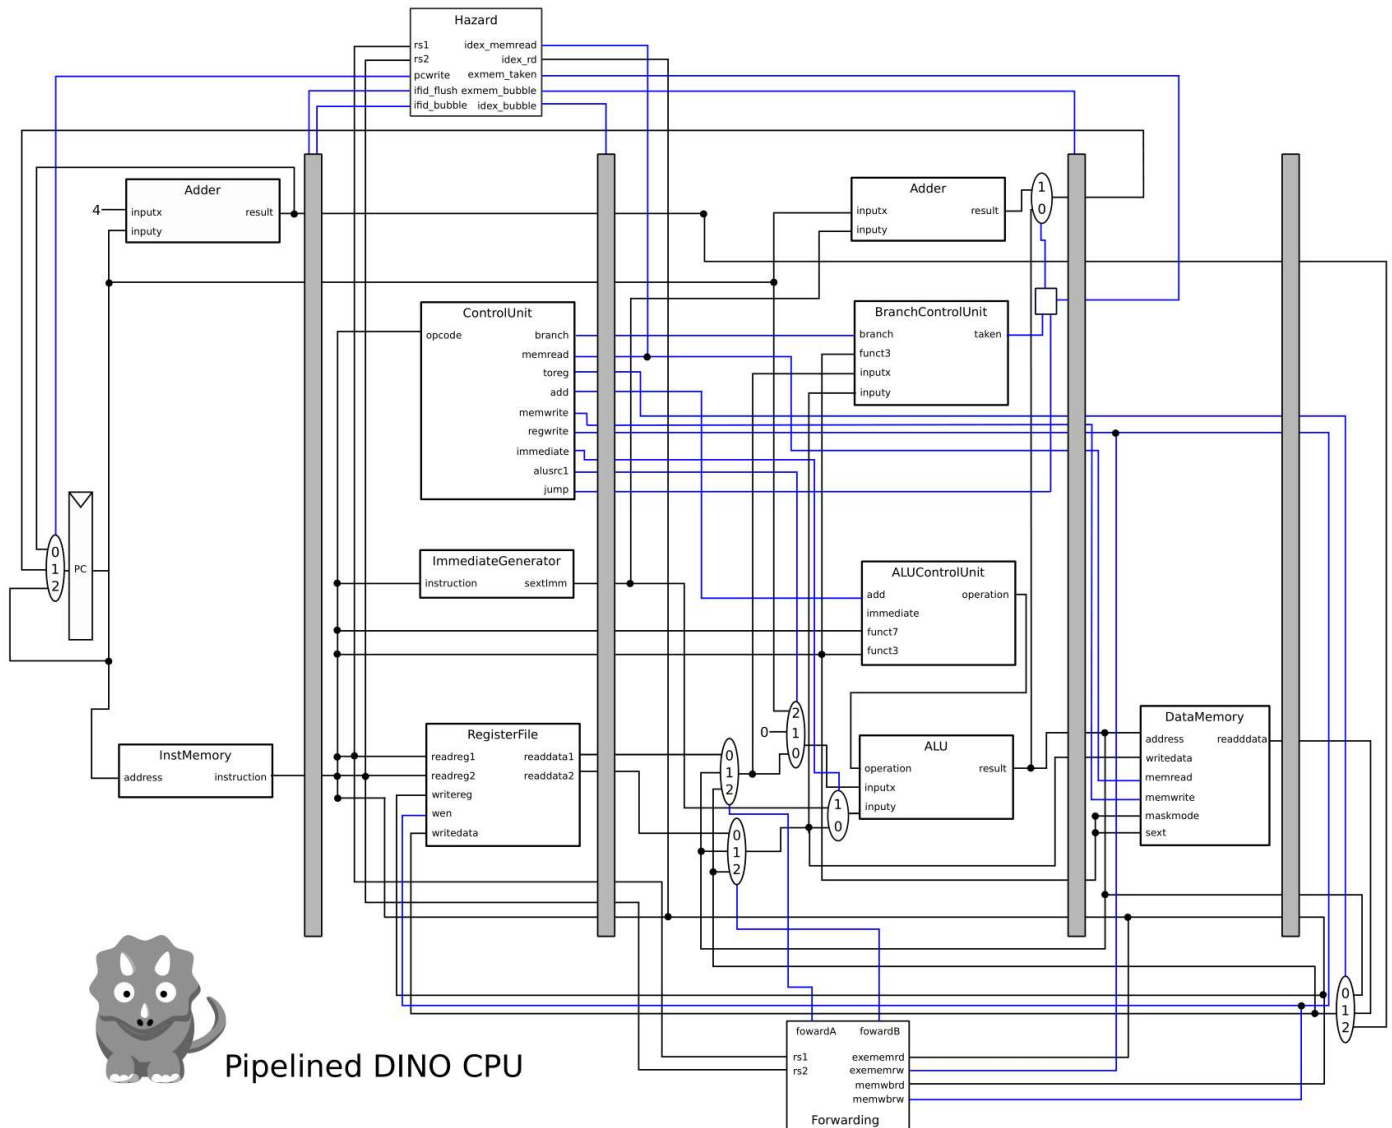 Hazard
rs1 idex_memread
rs2 idex_rd
pcwrite exmem_taken
ifid_flush exmem_bubble
ifid_bubble idex_bubble
Adder
4 inputx result
inputy
Adder
inputx result
inputy
1
0
ControlUnit
opcode branch
memread
toreg
add
memwrite
regwrite
immediate
alusrc1
jump
BranchControlUnit
branch taken
funct3
inputx
inputy
0
1
2
PC
ImmediateGenerator
instruction sextImm
ALUControlUnit
add operation
immediate
funct7
funct3
InstMemory
address instruction
RegisterFile
readreg1 readdata1
readreg2 readdata2
writereg
wen
writedata
0
1
2
0
1
2
0
2
1
0
1
0
ALU
operation result
inputx
inputy
DataMemory
address readddata
writedata
memread
memwrite
maskmode
sext
0
1
2
fowardA fowardB
rs1 exememrd
rs2 exememrw
memwbrd
memwbrw
Forwarding
Pipelined DINO CPU